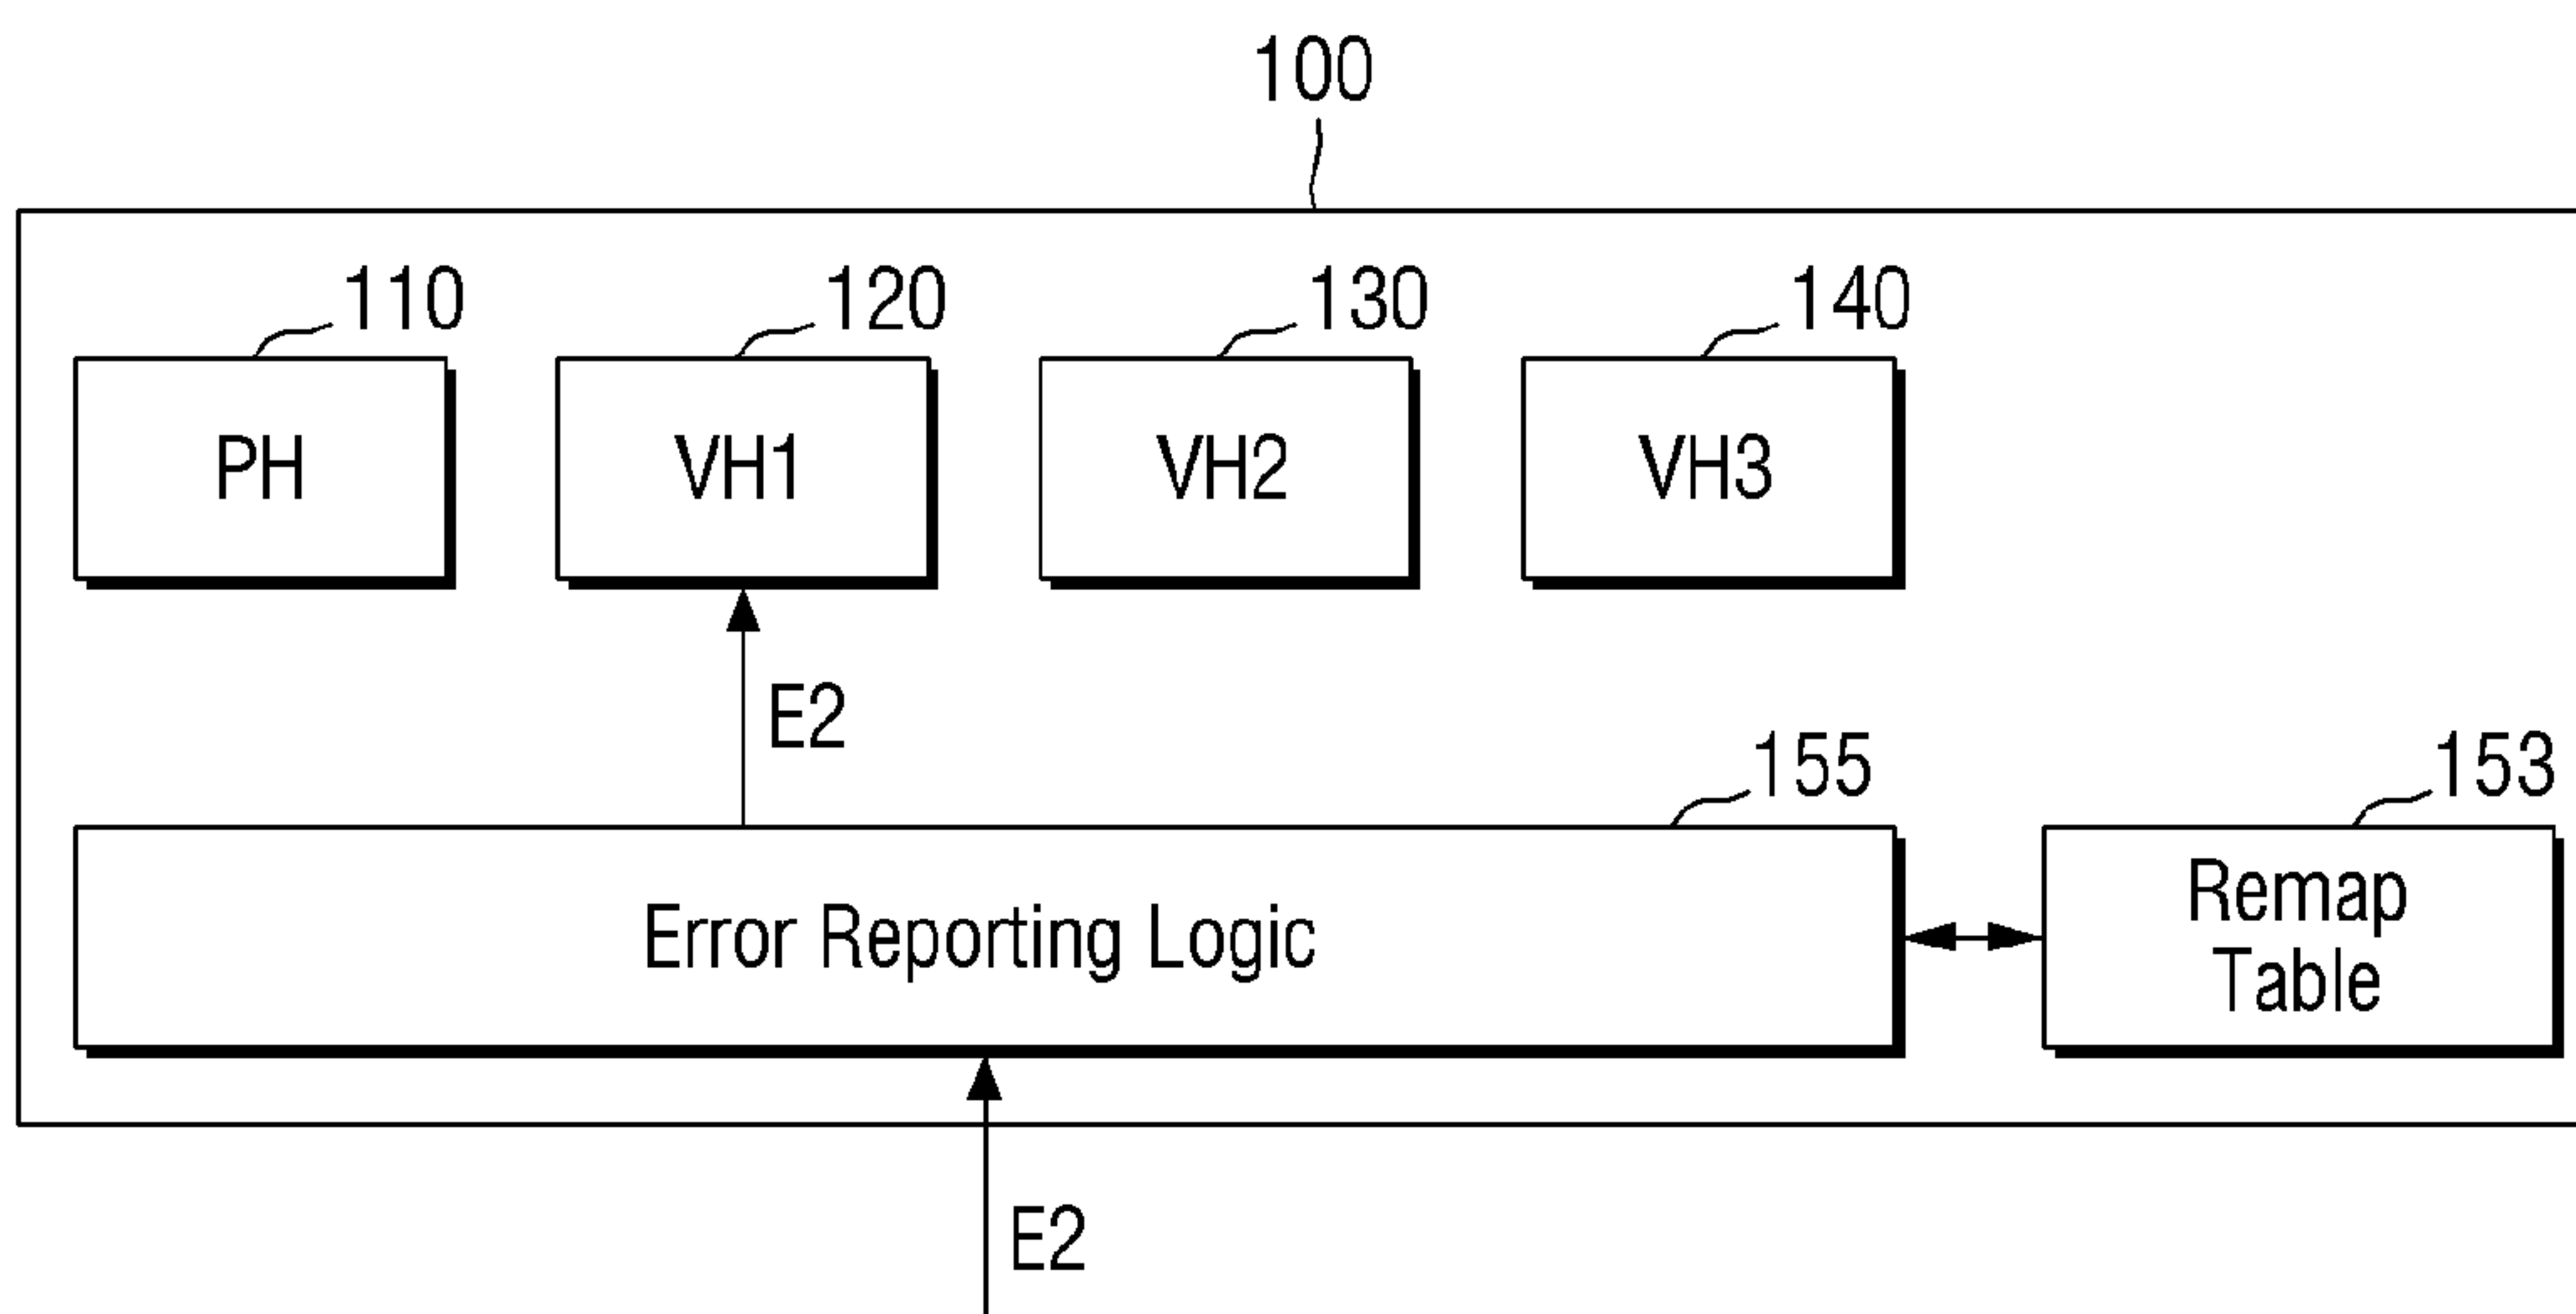 100
110
120
130
140
PH
VH1
VH2
VH3
E2
155
153
Error Reporting Logic
Remap
Table
E2